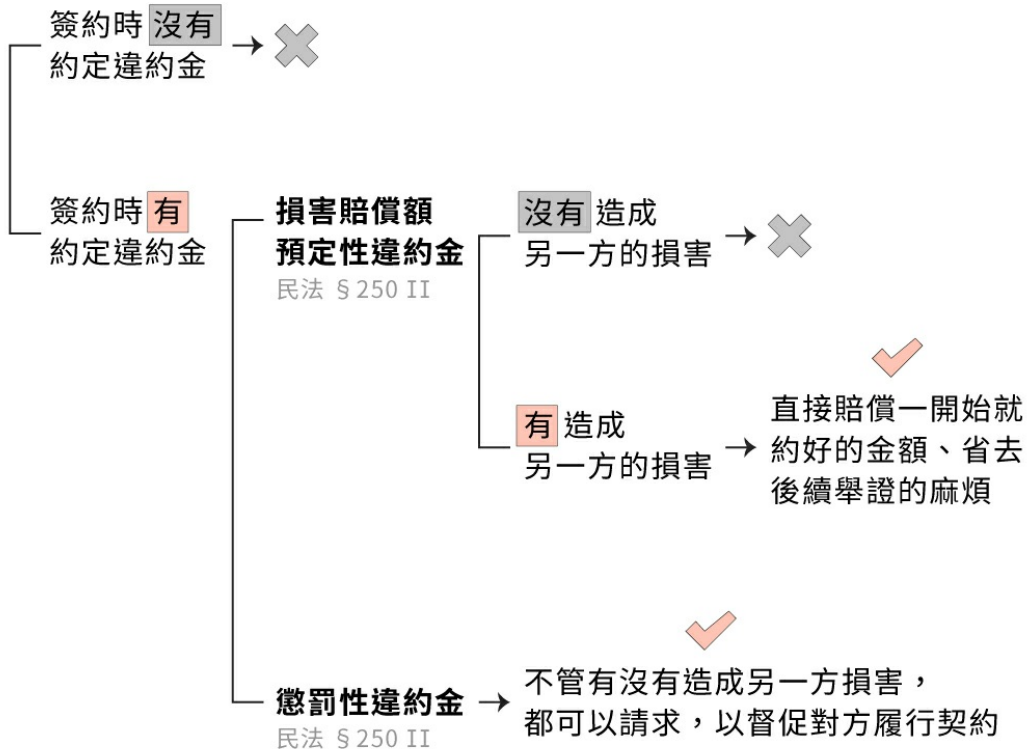 簽約時 沒有
約定違約金
簽約時 有
約定違約金
損害賠償額
預定性違約金
民法 §250 II
沒有 造成
另一方的損害
有 造成
另一方的損害
直接賠償一開始就
約好的金額、省去
後續舉證的麻煩
懲罰性違約金
民法 §250 II
不管有沒有造成另一方損害，
都可以請求，以督促對方履行契約